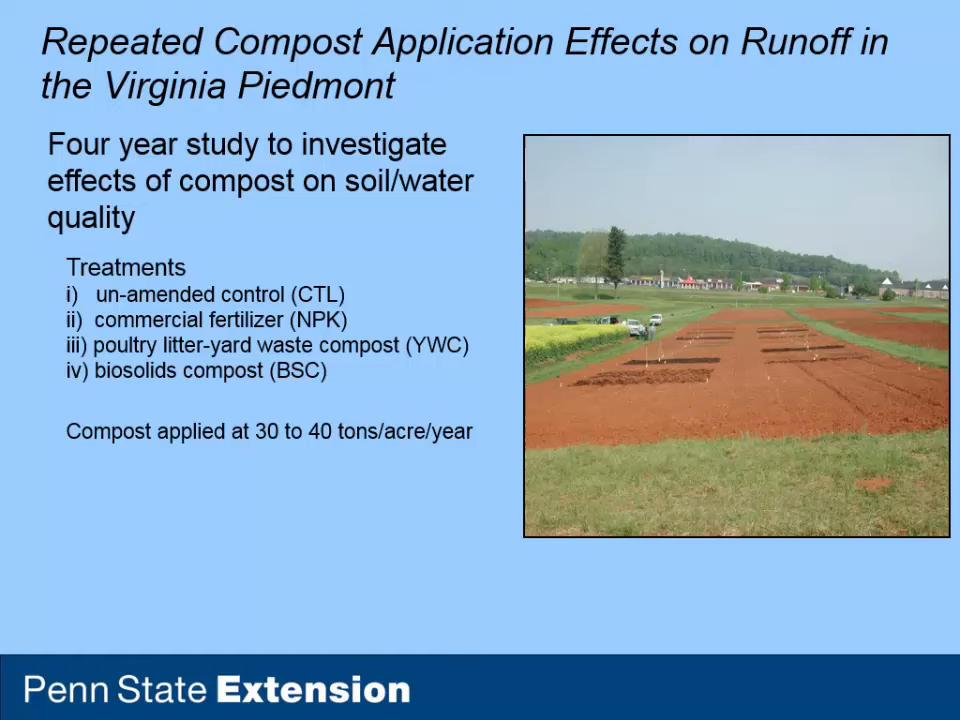 Repeated Compost Application Effects on Runoff in
the Virginia Piedmont
Four year study to investigate
effects of compost on soil/water
quality
Treatments
i) un-amended control (CTL)
ii) commercial fertilizer (NPK)
iii) poultry litter-yard waste compost (YWC)
iv) biosolids compost (BSC)
Compost applied at 30 to 40 tons/acre/year
Penn State Extension